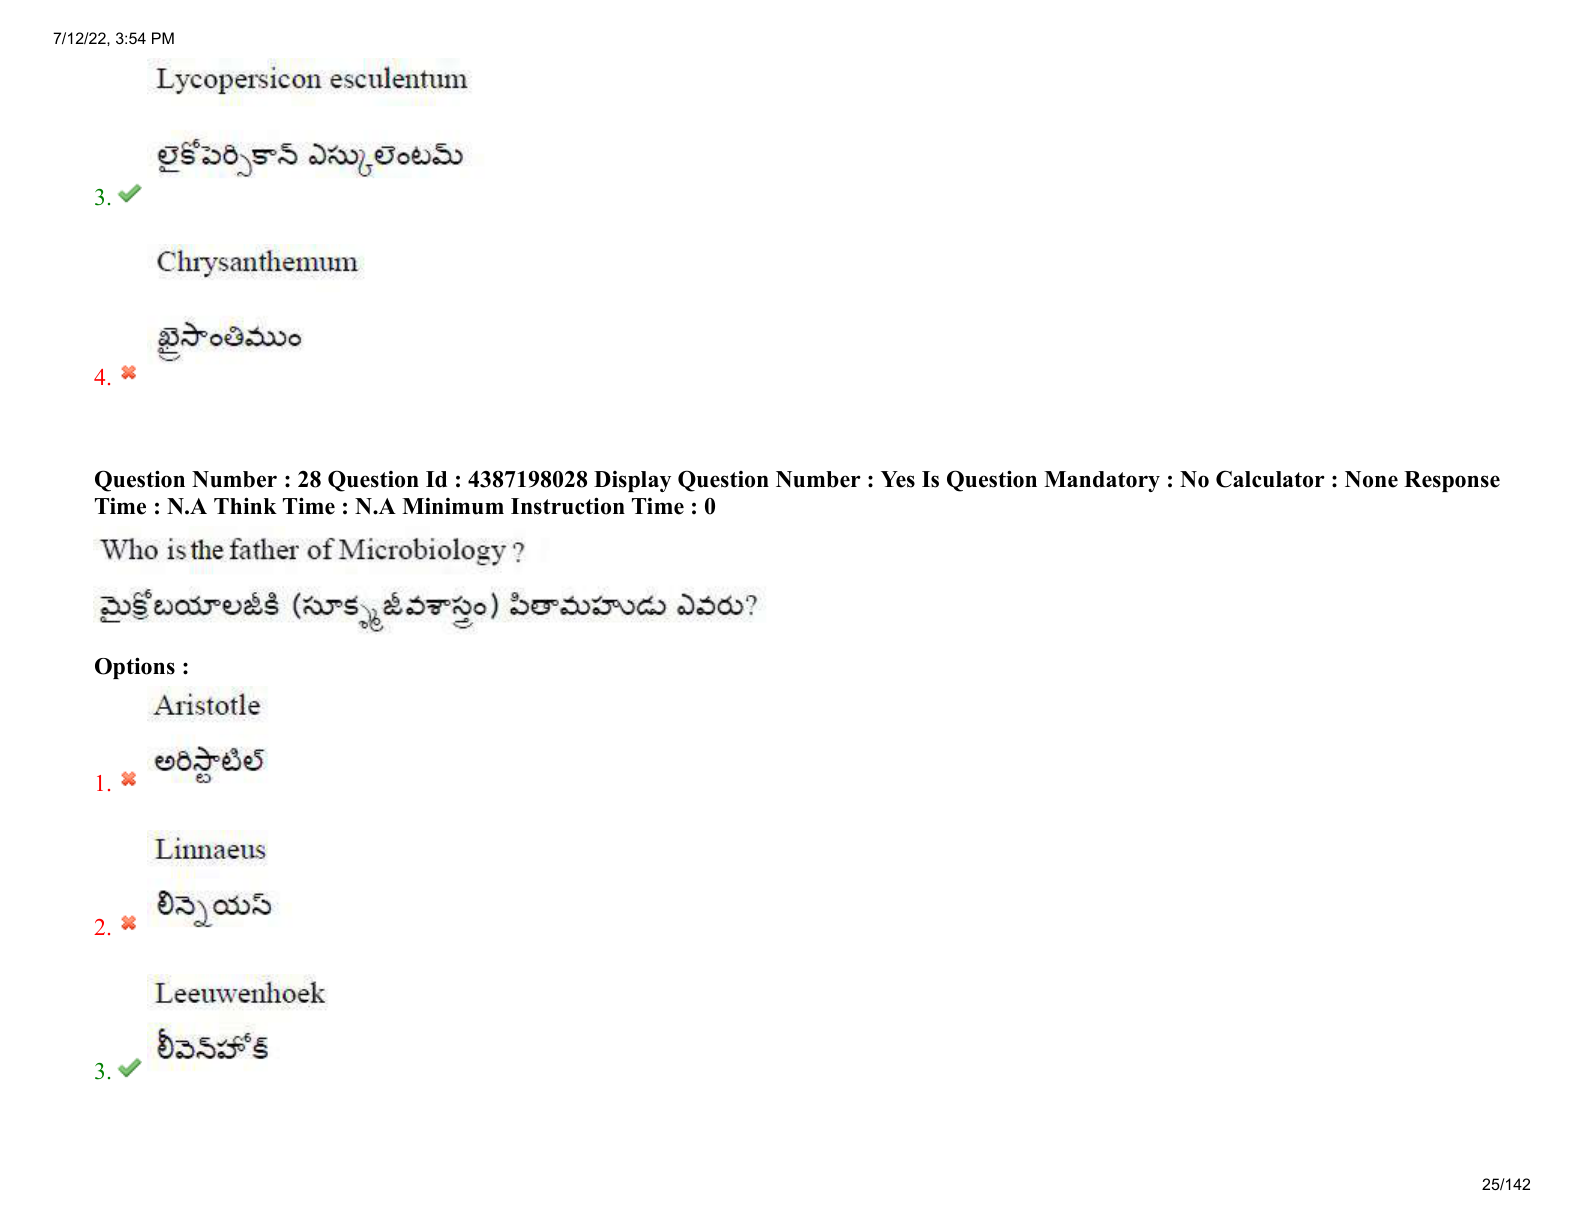 7/12/22, 3:54 PM
Lycopersicon esculentum
లైకోపెర్సికాన్ ఎస్కులెంటమ్
3.
Chrysanthemum
ఖ్రైసాంతిముం
4.
Question Number : 28 Question Id : 4387198028 Display Question Number : Yes Is Question Mandatory : No Calculator : None Response
Time : N.A Think Time : N.A Minimum Instruction Time : 0
Who is the father of Microbiology ?
మైక్రోబయాలజీకి (సూక్ష్మజీవశాస్త్రం) పితామహుడు ఎవరు?
Options :
Aristotle
అరిస్టాటిల్
1.
Linnaeus
లిన్నెయస్
2.
Leeuwenhoek
లీవెన్‌హోక్
3.
25/142